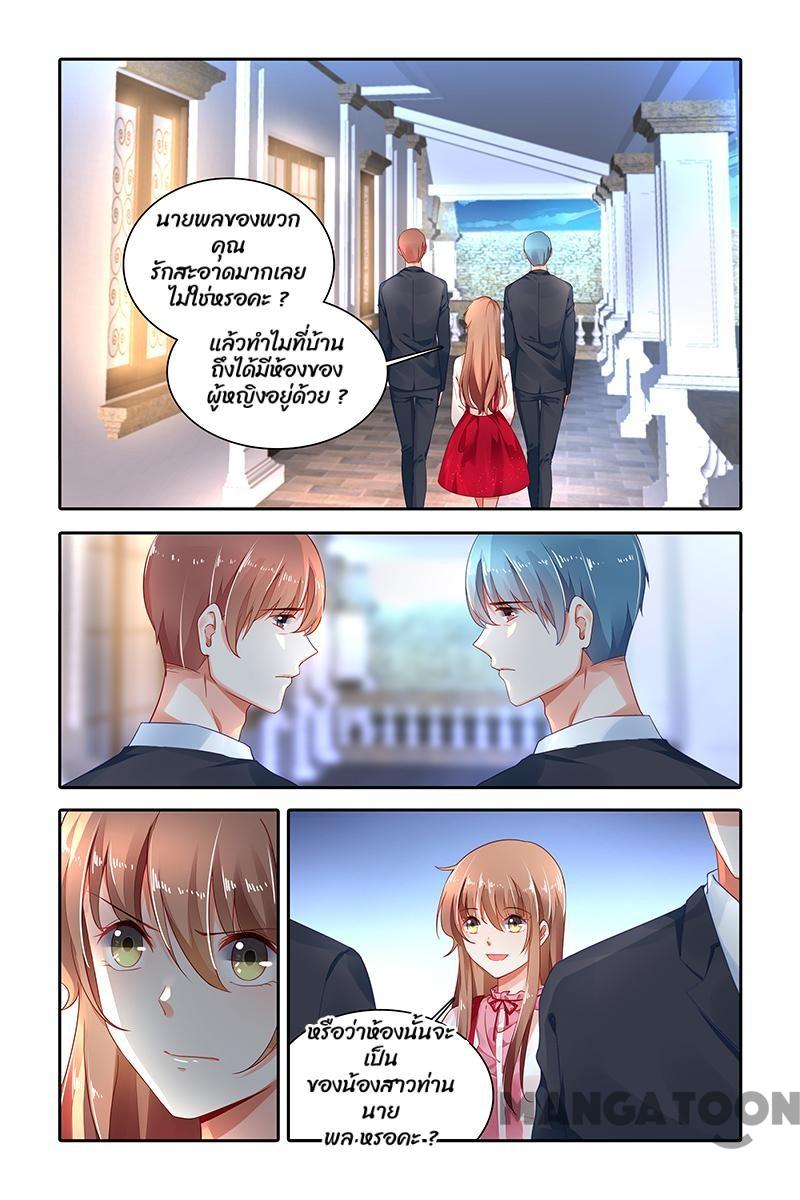 นายพลของพวก
คุณ
รักสะอาดมากเลย
ไม่ใช่หรอคะ ?
แล้วทำไมที่บ้าน
ถึงได้มีห้องของ
ผู้หญิงอยู่ด้วย ?
หรือว่าห้องนั้นจะ
เป็น
ของน้องสาวท่าน
นาย
พล หรอคะ ?
MANGATOON